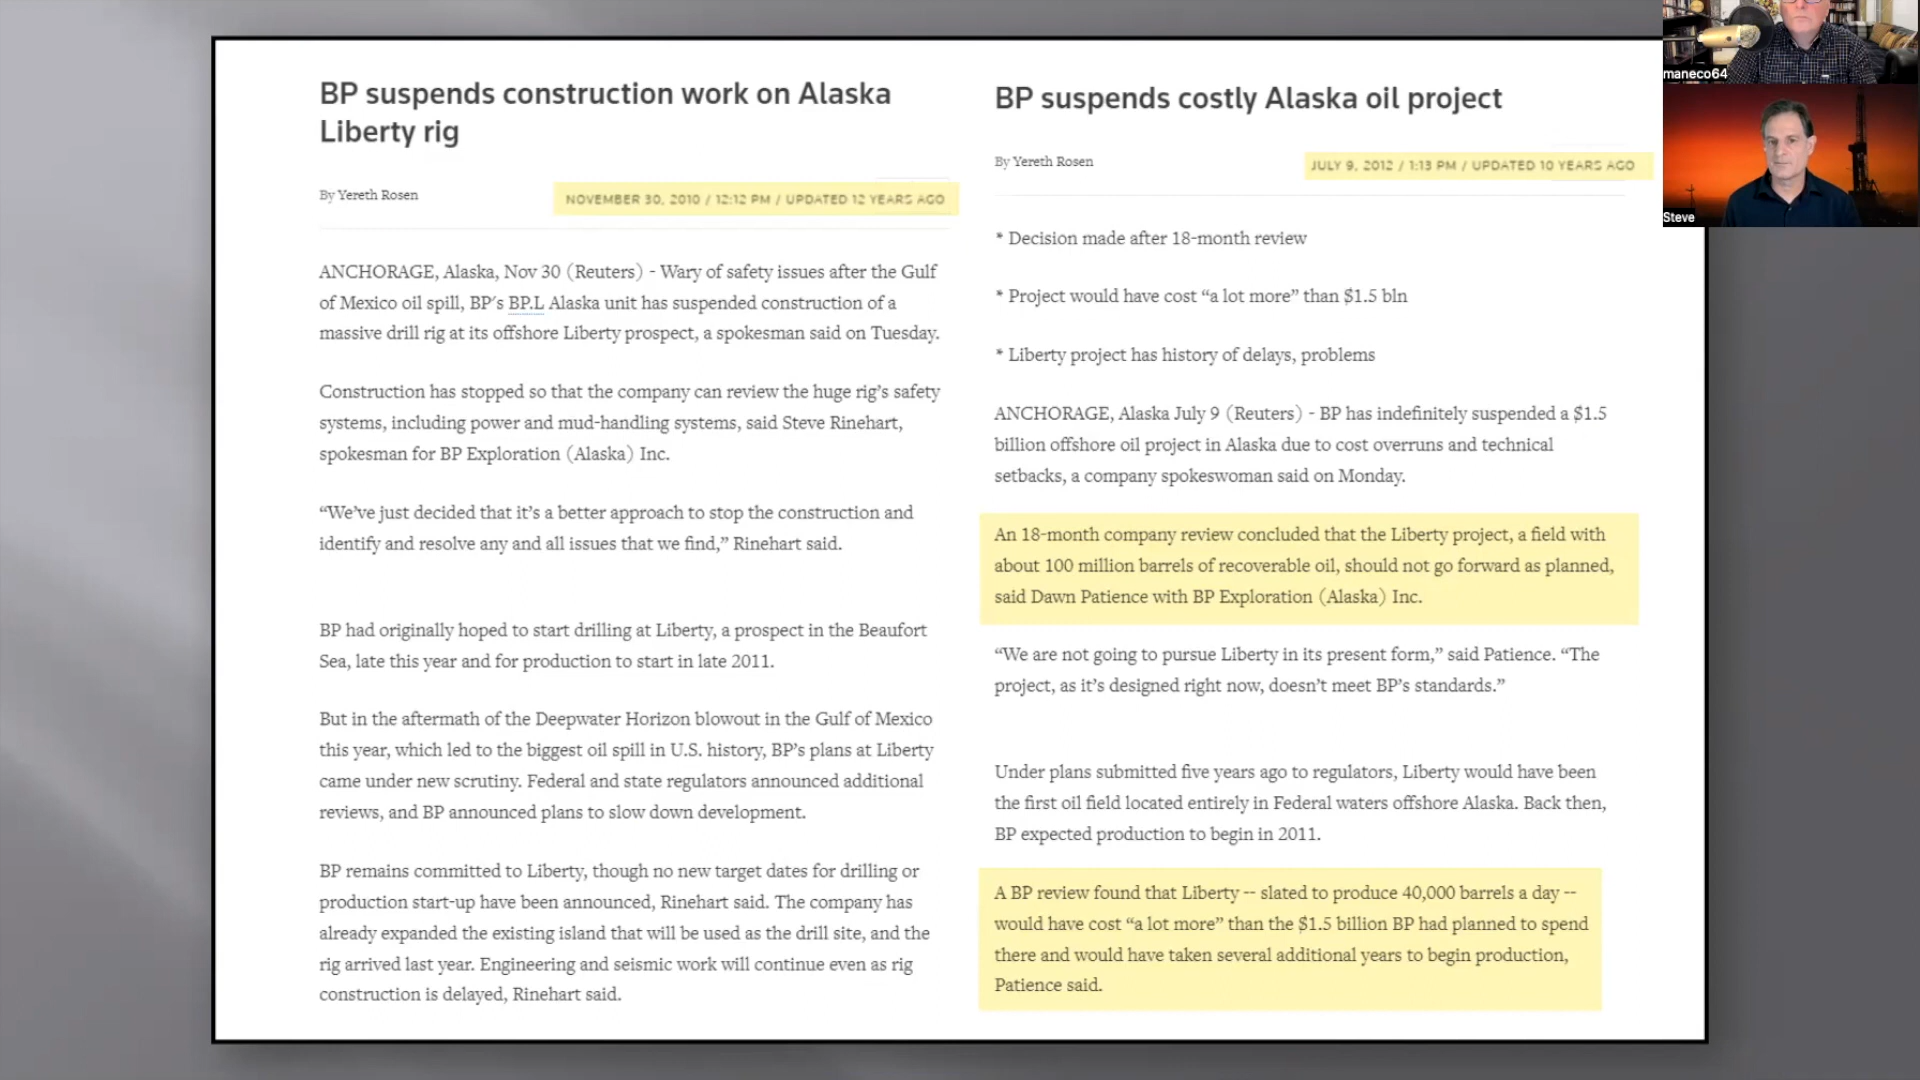 BP suspends construction work on Alaska
Liberty rig
By Yereth Rosen
NOVEMBER 30, 2010 / 12:12 PM / UPDATED 12 YEARS AGO
ANCHORAGE, Alaska, Nov 30 (Reuters) - Wary of safety issues after the Gulf
of Mexico oil spill, BP's BP.L Alaska unit has suspended construction of a
massive drill rig at its offshore Liberty prospect, a spokesman said on Tuesday.
Construction has stopped so that the company can review the huge rig's safety
systems, including power and mud-handling systems, said Steve Rinehart,
spokesman for BP Exploration (Alaska) Inc.
“We've just decided that it's a better approach to stop the construction and
identify and resolve any and all issues that we find,” Rinehart said.
BP had originally hoped to start drilling at Liberty, a prospect in the Beaufort
Sea, late this year and for production to start in late 2011.
But in the aftermath of the Deepwater Horizon blowout in the Gulf of Mexico
this year, which led to the biggest oil spill in U.S. history, BP's plans at Liberty
came under new scrutiny. Federal and state regulators announced additional
reviews, and BP announced plans to slow down development.
BP remains committed to Liberty, though no new target dates for drilling or
production start-up have been announced, Rinehart said. The company has
already expanded the existing island that will be used as the drill site, and the
rig arrived last year. Engineering and seismic work will continue even as rig
construction is delayed, Rinehart said.
BP suspends costly Alaska oil project
By Yereth Rosen
JULY 9, 2012 / 1:13 PM / UPDATED 10 YEARS AGO
* Decision made after 18-month review
* Project would have cost “a lot more” than $1.5 bln
* Liberty project has history of delays, problems
ANCHORAGE, Alaska July 9 (Reuters) - BP has indefinitely suspended a $1.5
billion offshore oil project in Alaska due to cost overruns and technical
setbacks, a company spokeswoman said on Monday.
An 18-month company review concluded that the Liberty project, a field with
about 100 million barrels of recoverable oil, should not go forward as planned,
said Dawn Patience with BP Exploration (Alaska) Inc.
“We are not going to pursue Liberty in its present form,” said Patience. “The
project, as it's designed right now, doesn't meet BP's standards.”
Under plans submitted five years ago to regulators, Liberty would have been
the first oil field located entirely in Federal waters offshore Alaska. Back then,
BP expected production to begin in 2011.
A BP review found that Liberty -- slated to produce 40,000 barrels a day --
would have cost “a lot more” than the $1.5 billion BP had planned to spend
there and would have taken several additional years to begin production,
Patience said.
maneco64
Steve